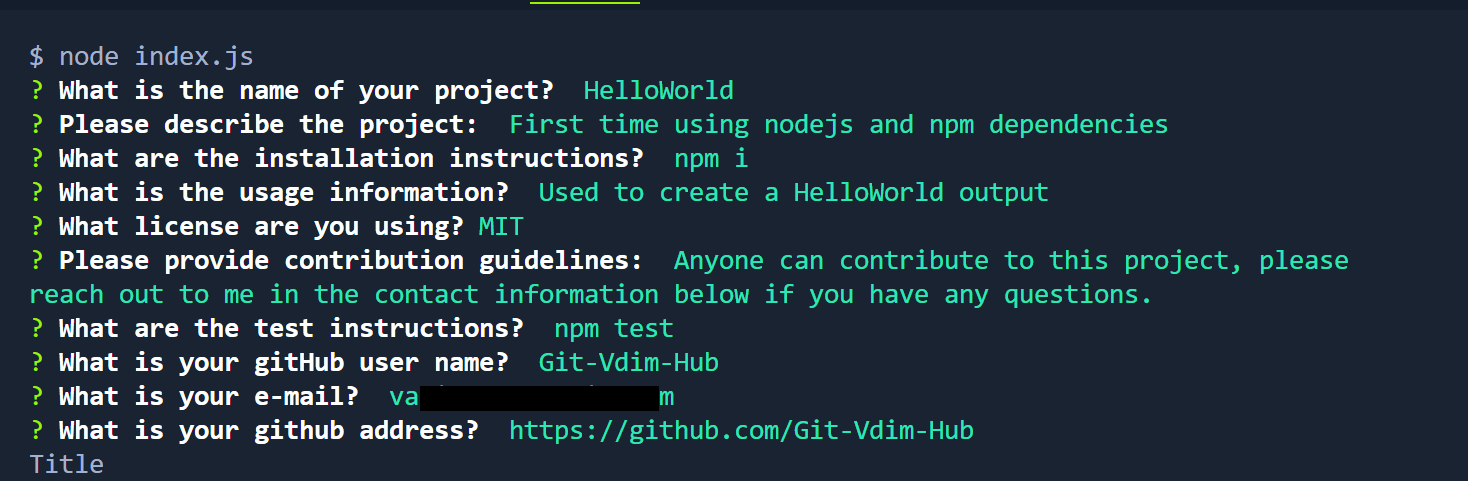 $ node index.js
? What is the name of your project? HelloWorld
? Please describe the project: First time using nodejs and npm dependencies
? What are the installation instructions? npm i
? What is the usage information? Used to create a HelloWorld output
? What license are you using? MIT
? Please provide contribution guidelines: Anyone can contribute to this project, please
reach out to me in the contact information below if you have any questions.
? What are the test instructions? npm test
? What is your gitHub user name? Git-Vdim-Hub
? What is your e-mail? va m
? What is your github address? https://github.com/Git-Vdim-Hub
Title